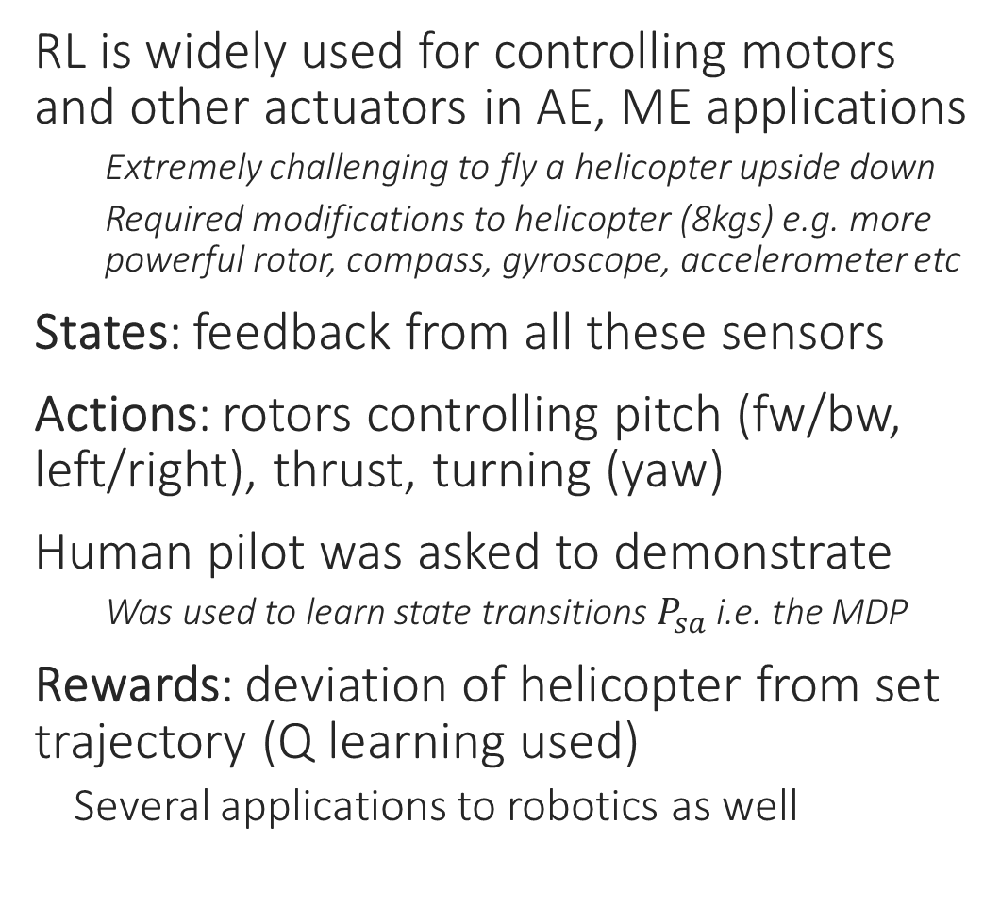 RL is widely used for controlling motors
and other actuators in AE, ME applications
Extremely challenging to fly a helicopter upside down
Required modifications to helicopter (8kgs) e.g. more
powerful rotor, compass, gyroscope, accelerometer etc
States: feedback from all these sensors
Actions: rotors controlling pitch (fw/bw,
left/right), thrust, turning (yaw)
Human pilot was asked to demonstrate
Was used to learn state transitions P_sa i.e. the MDP
Rewards: deviation of helicopter from set
trajectory (Q learning used)
Several applications to robotics as well